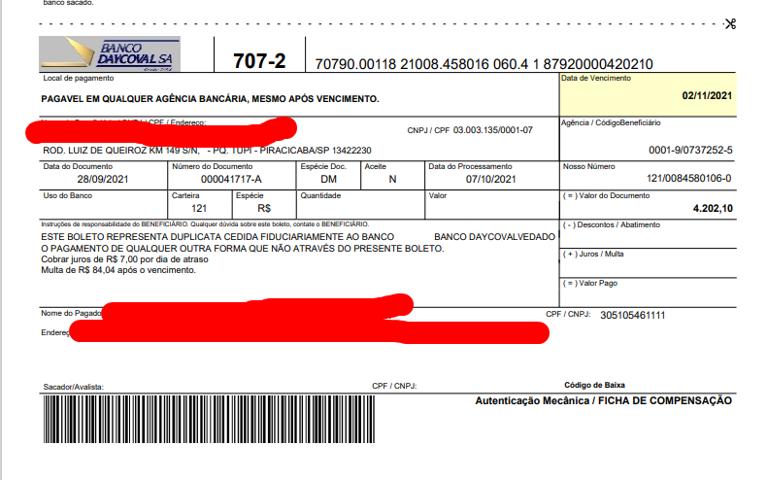 banco sacado.
BANCO
DAYCOVAL SA
707-2
70790.00118 21008.458016 060.4 1 87920000420210
Local de pagamento
PAGAVEL EM QUALQUER AGÊNCIA BANCÁRIA, MESMO APÓS VENCIMENTO.
Data de Vencimento
02/11/2021
/CPF / Endereço:
CNPJ / CPF 03.003.135/0001-07
ROD. LUIZ DE QUEIROZ KM 149 S/N, - PQ. TUPI - PIRACICABA/SP 13422230
Agência / CódigoBeneficiário
0001-9/0737252-5
Data do Documento
28/09/2021
Número do Documento
000041717-A
Espécie Doc.
DM
Aceite
N
Data do Processamento
07/10/2021
Nosso Número
121/0084580106-0
Uso do Banco
Carteira
121
Espécie
R$
Quantidade
Valor
( = ) Valor do Documento
4.202,10
Instruções de responsabilidade do BENEFICIÁRIO. Qualquer dúvida sobre este boleto, contate o BENEFICIÁRIO.
ESTE BOLETO REPRESENTA DUPLICATA CEDIDA FIDUCIARIAMENTE AO BANCO BANCO DAYCOVALVEDADO
O PAGAMENTO DE QUALQUER OUTRA FORMA QUE NÃO ATRAVÉS DO PRESENTE BOLETO.
Cobrar juros de R$ 7,00 por dia de atraso
Multa de R$ 84,04 após o vencimento.
( - ) Descontos / Abatimento
( + ) Juros / Multa
( = ) Valor Pago
Nome do Pagado
CPF / CNPJ: 305105461111
Endereç
Sacador/Avalista:
CPF / CNPJ:
Código de Baixa
Autenticação Mecânica / FICHA DE COMPENSAÇÃO